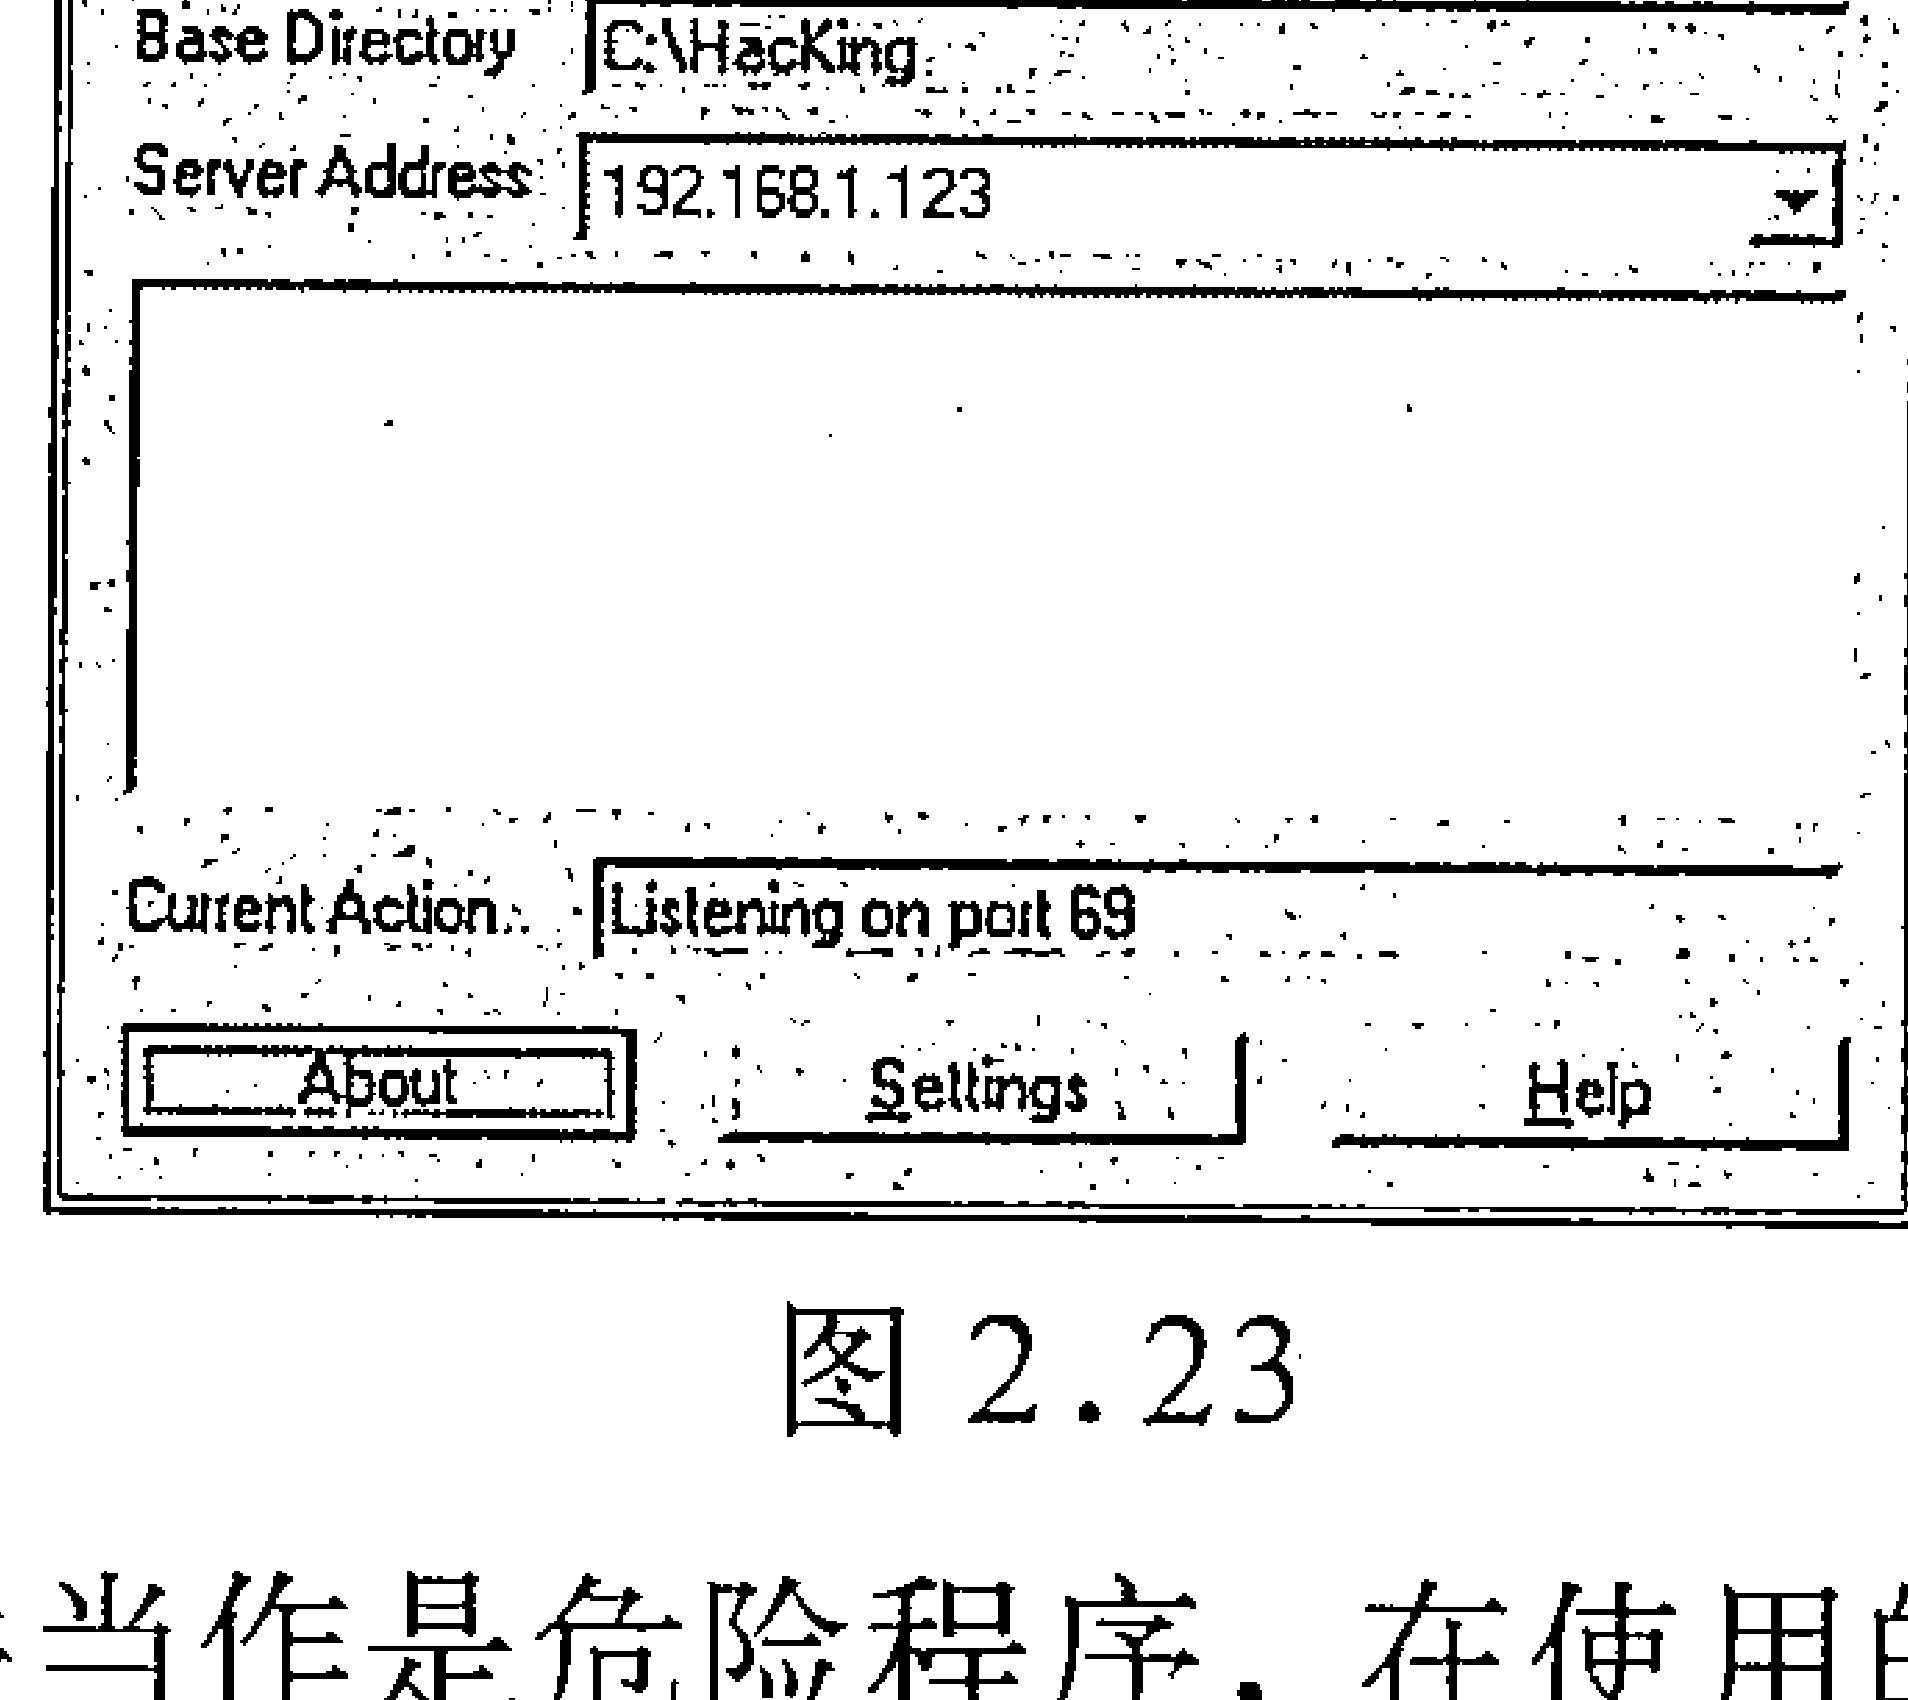 Base Directory C:\HacKing
Server Address 192.168.1.123
Current Action Listening on port 69
About Settings Help
图 2.23
当作是危险程序，在使用